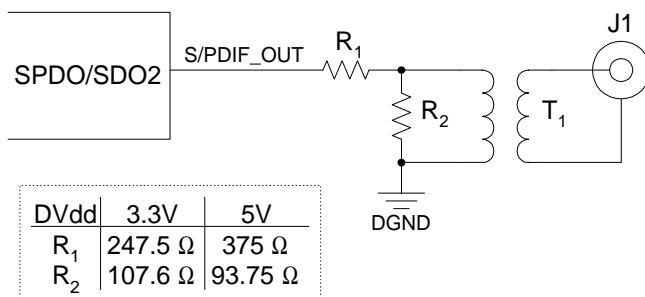 J1
S/PDIF_OUT
R1
SPDO/SDO2
R2
T1
DGND
DVdd 3.3V 5V
R1 247.5 Ω 375 Ω
R2 107.6 Ω 93.75 Ω